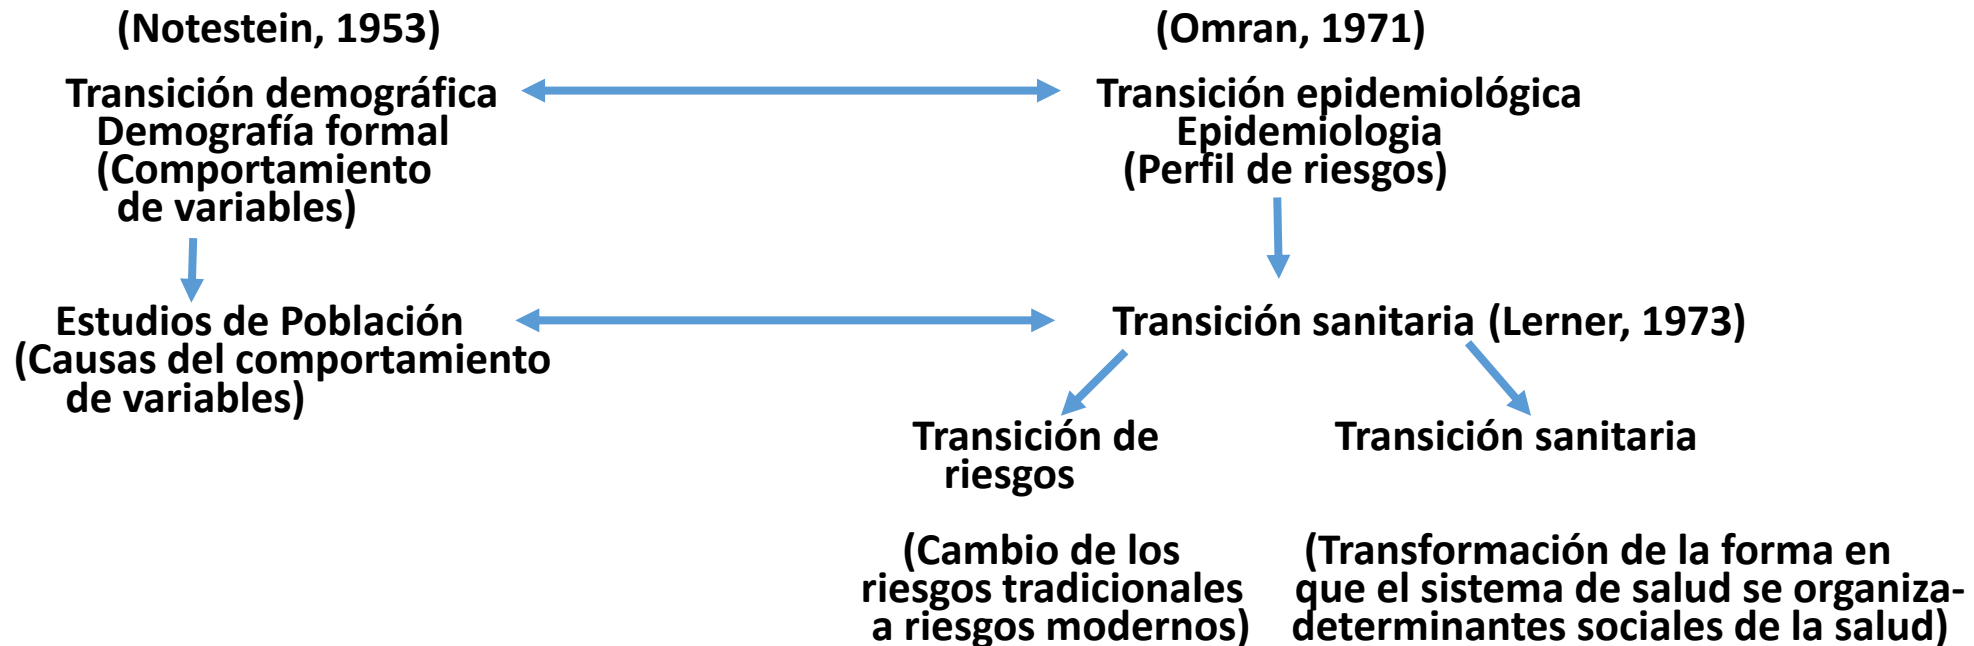 (Notestein, 1953)
(Omran, 1971)
Transición demográfica
Demografía formal
(Comportamiento
de variables)
Transición epidemiológica
Epidemiologia
(Perfil de riesgos)
Estudios de Población
(Causas del comportamiento
de variables)
Transición sanitaria (Lerner, 1973)
Transición de
riesgos
Transición sanitaria
(Cambio de los
riesgos tradicionales
a riesgos modernos)
(Transformación de la forma en
que el sistema de salud se organiza-
determinantes sociales de la salud)